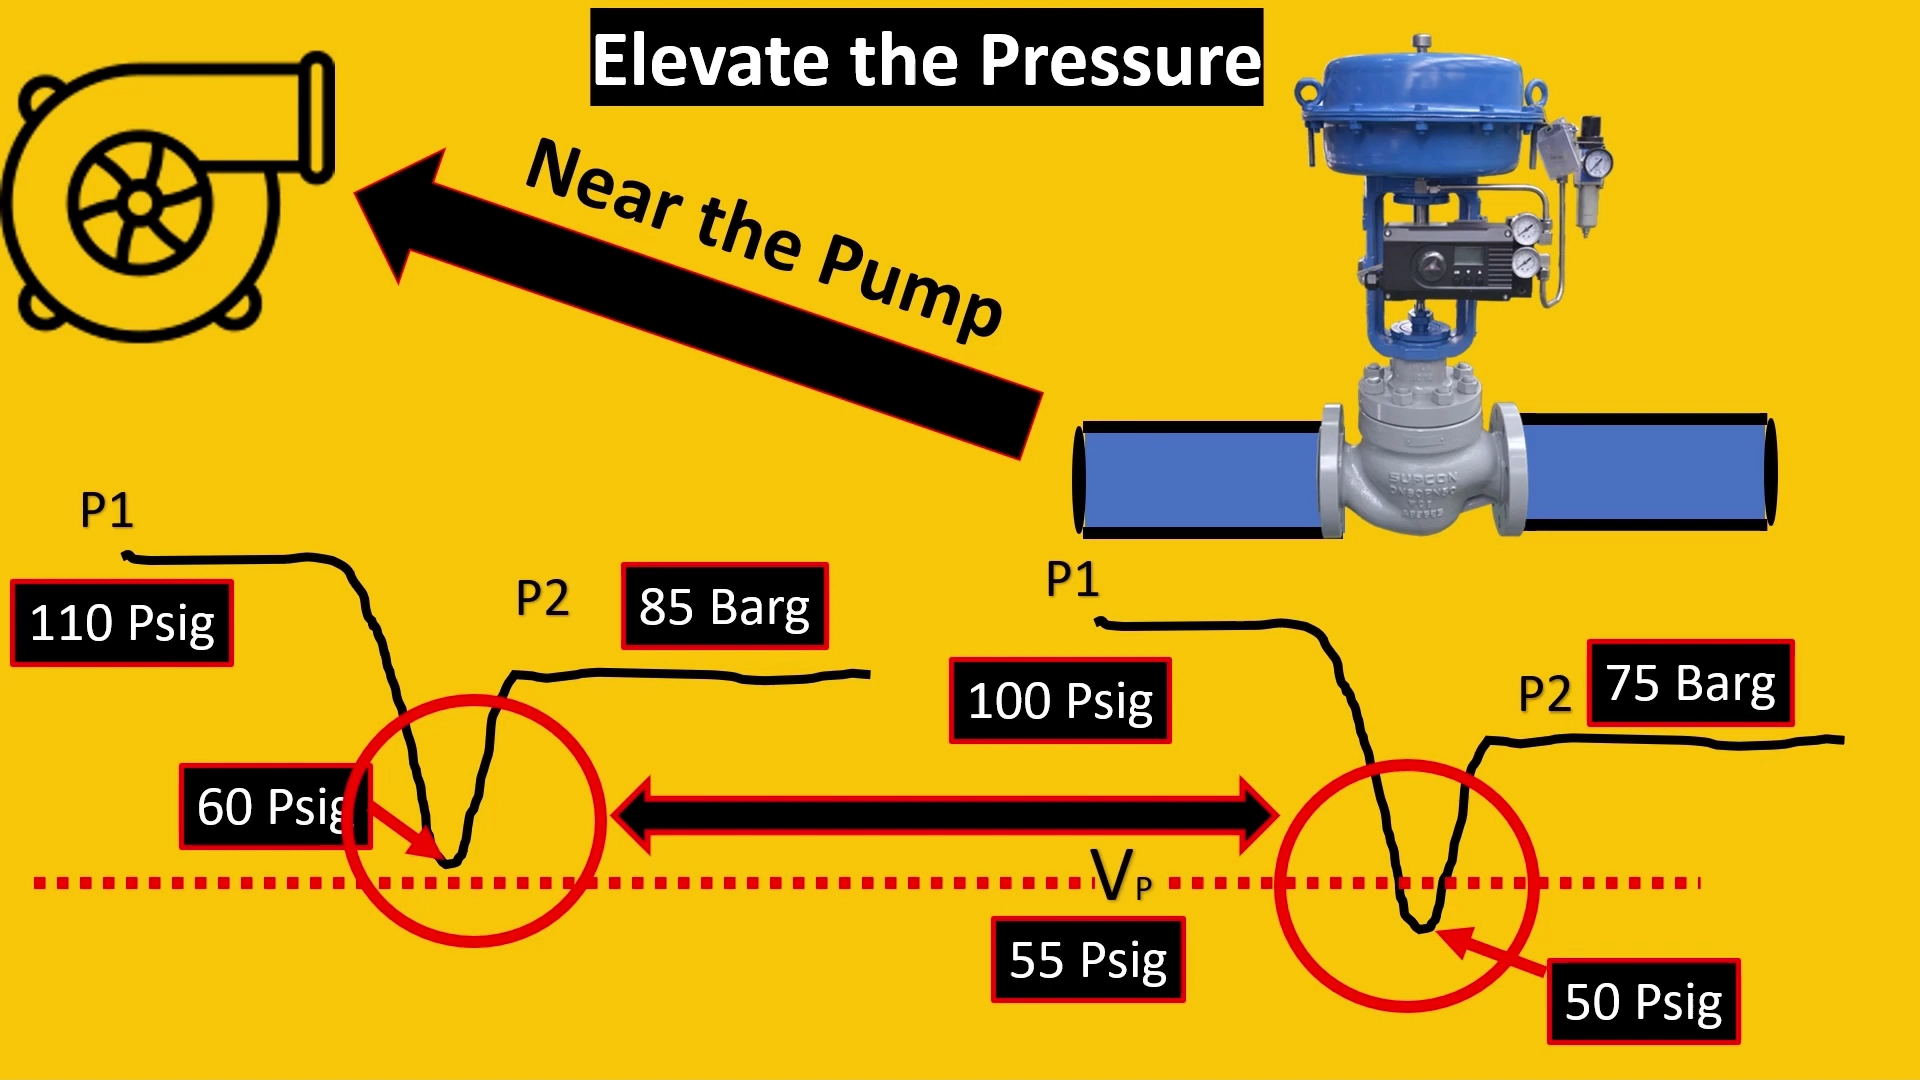 Elevate the Pressure
Near the Pump
P1
110 Psig
P2
85 Barg
60 Psig
P1
100 Psig
P2
75 Barg
VP
55 Psig
50 Psig
SUPCON